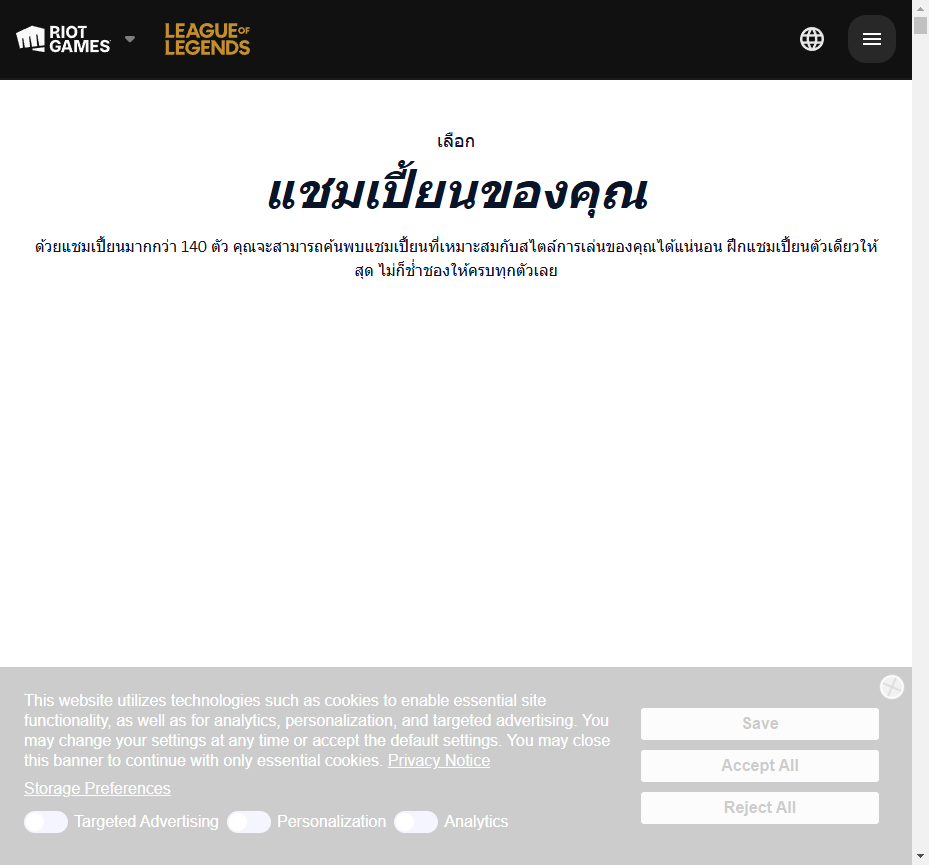 RIOT
GAMES
LEAGUE OF
LEGENDS
เลือก
แชมเปี้ยนของคุณ
ด้วยแชมเปี้ยนมากกว่า 140 ตัว คุณจะสามารถค้นพบแชมเปี้ยนที่เหมาะสมกับสไตล์การเล่นของคุณได้แน่นอน ฝึกแชมเปี้ยนตัวเดียวให้
สุด ไม่ก็ช่ำชองให้ครบทุกตัวเลย
This website utilizes technologies such as cookies to enable essential site
functionality, as well as for analytics, personalization, and targeted advertising. You
may change your settings at any time or accept the default settings. You may close
this banner to continue with only essential cookies. Privacy Notice
Storage Preferences
Targeted Advertising Personalization Analytics
Save
Accept All
Reject All